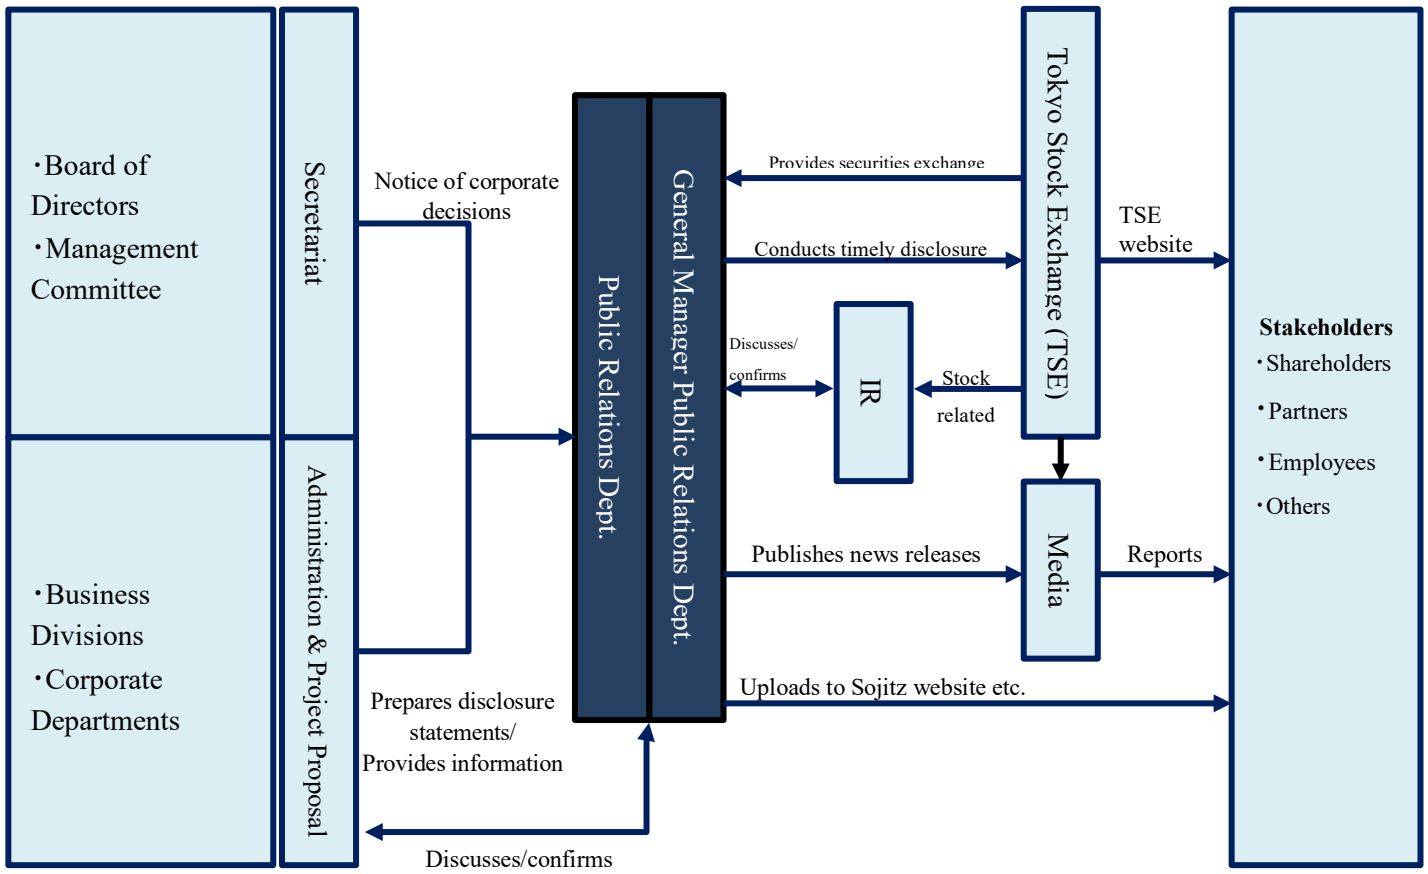 ・Board of
Directors
・Management
Committee
・Business
Divisions
・Corporate
Departments
Secretariat
Administration & Project Proposal
Notice of corporate
decisions
Prepares disclosure
statements/
Provides information
Discusses/confirms
Public Relations Dept.
General Manager Public Relations Dept.
Provides securities exchange
Conducts timely disclosure
Discusses/
confirms
IR
Stock
related
Publishes news releases
Uploads to Sojitz website etc.
Tokyo Stock Exchange (TSE)
Media
TSE
website
Reports
Stakeholders
・Shareholders
・Partners
・Employees
・Others